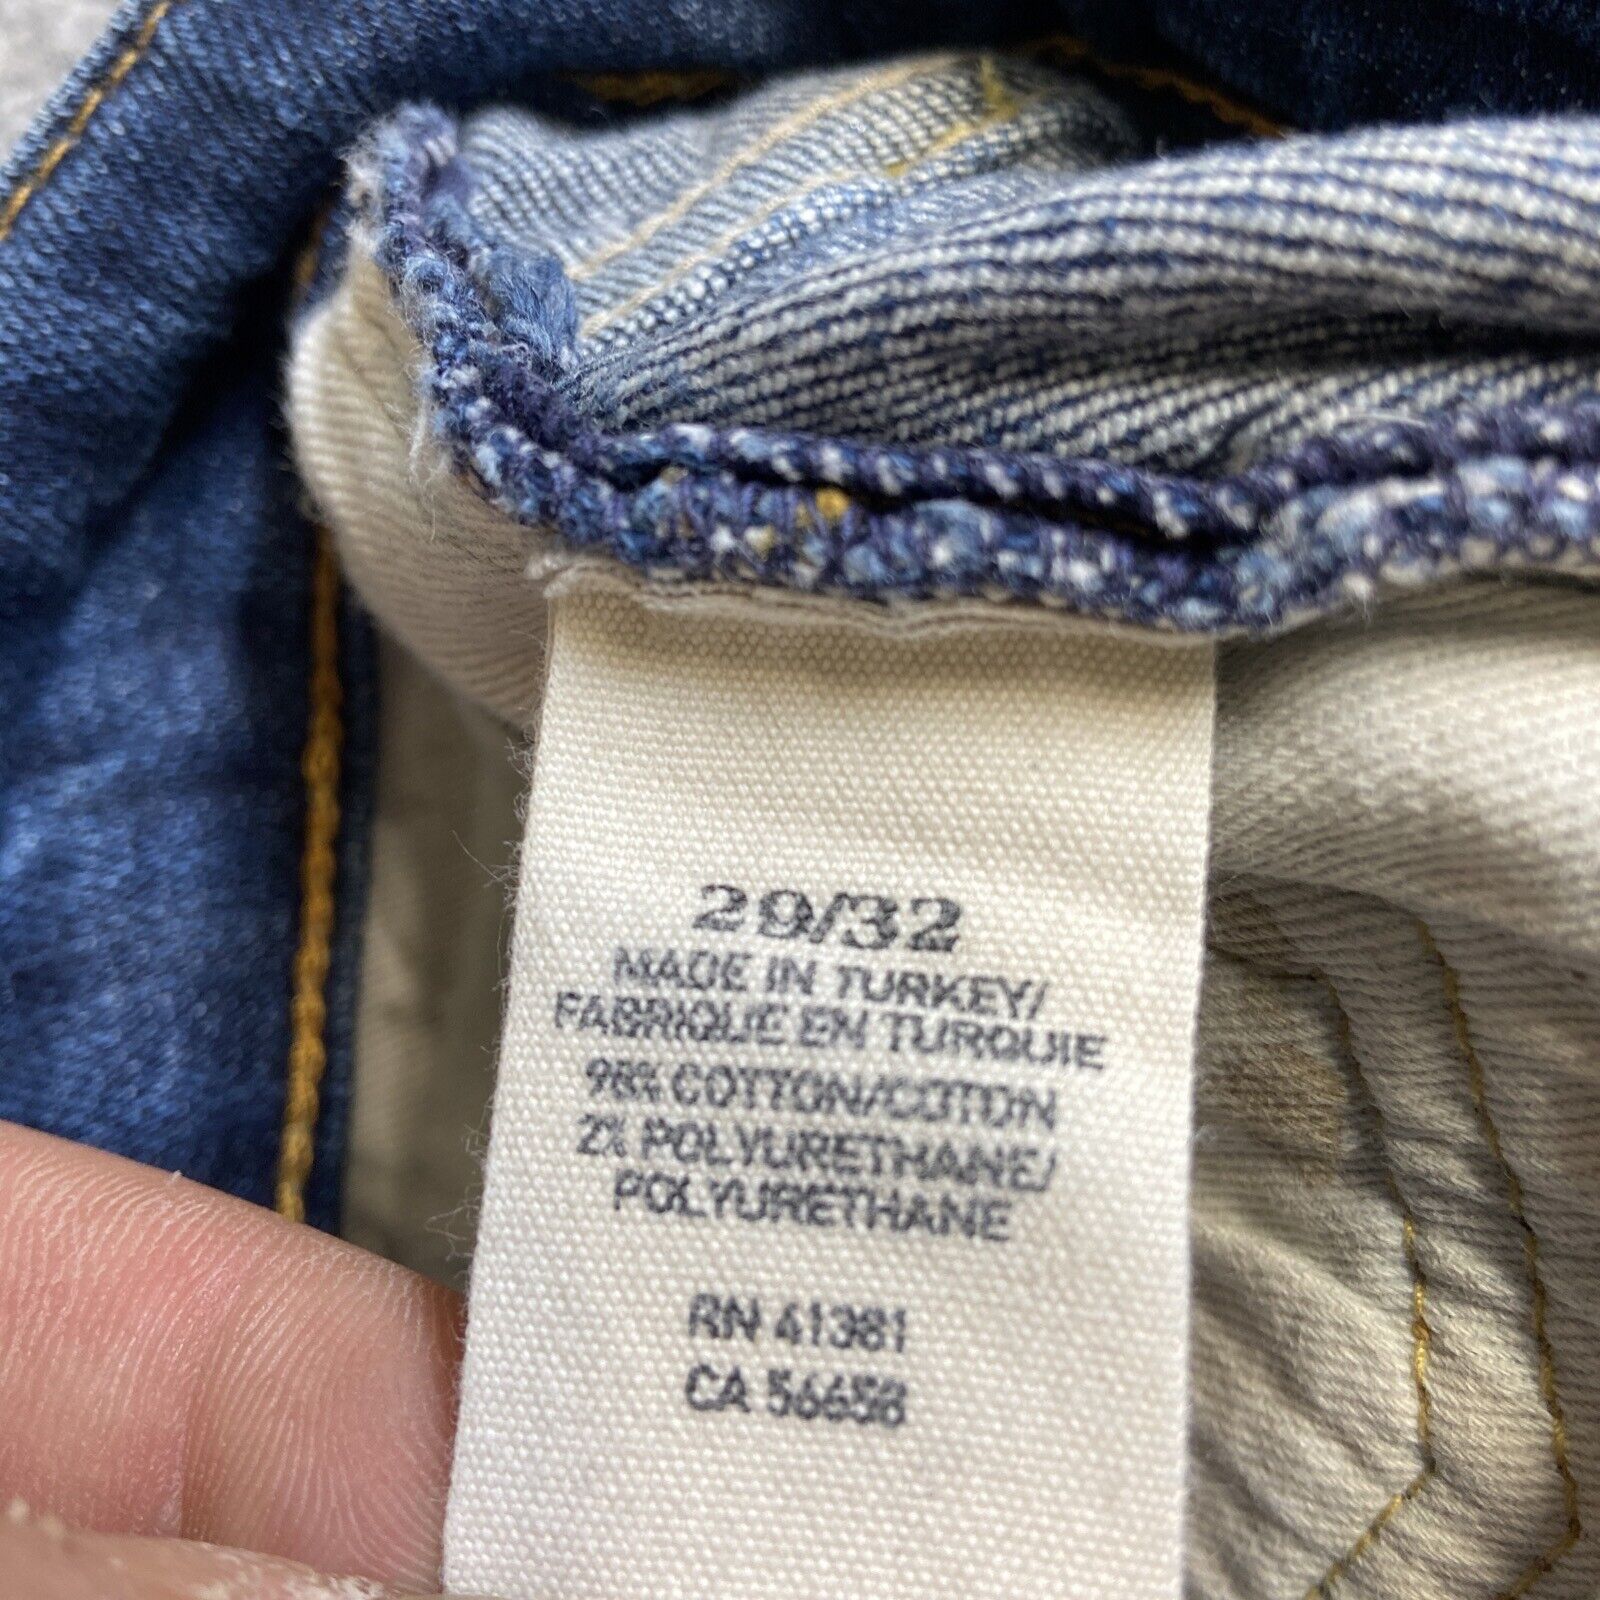 29/32
MADE IN TURKEY/
FABRIQUE EN TURQUIE
98% COTTON/COTON
2% POLYURETHANE/
POLYURETHANE
RN 41381
CA 56658